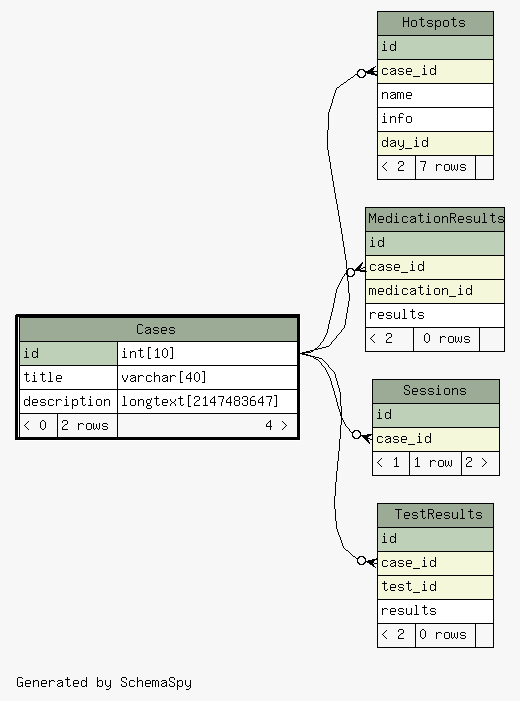 Hotspots
id
case_id
name
info
day_id
< 2 7 rows
MedicationResults
id
case_id
medication_id
results
< 2 0 rows
Cases
id int[10]
title varchar[40]
description longtext[2147483647]
< 0 2 rows 4 >
Sessions
id
case_id
< 1 1 row 2 >
TestResults
id
case_id
test_id
results
< 2 0 rows
Generated by SchemaSpy